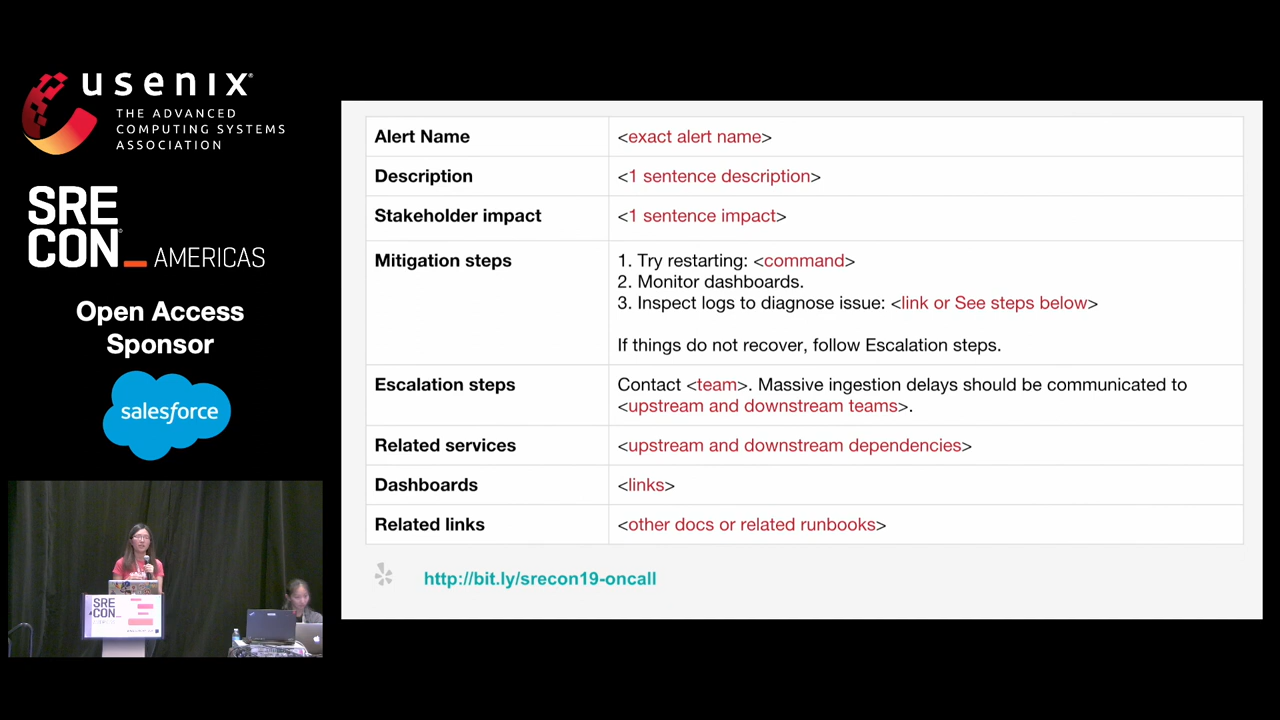 usenix
THE ADVANCED
COMPUTING SYSTEMS
ASSOCIATION
SRE
CON_AMERICAS
Open Access
Sponsor
salesforce
SRE
CON_
Alert Name <exact alert name>
Description <1 sentence description>
Stakeholder impact <1 sentence impact>
Mitigation steps 1. Try restarting: <command>
2. Monitor dashboards.
3. Inspect logs to diagnose issue: <link or See steps below>
If things do not recover, follow Escalation steps.
Escalation steps Contact <team>. Massive ingestion delays should be communicated to
<upstream and downstream teams>.
Related services <upstream and downstream dependencies>
Dashboards <links>
Related links <other docs or related runbooks>
http://bit.ly/srecon19-oncall